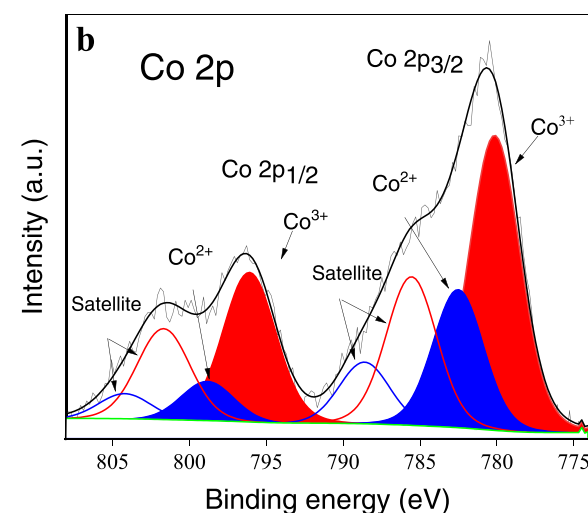 b
Co 2p
Co 2p3/2
Co3+
Co2+
Co 2p1/2
Co3+
Co2+
Satellite
Satellite
Intensity (a.u.)
805 800 795 790 785 780 775
Binding energy (eV)